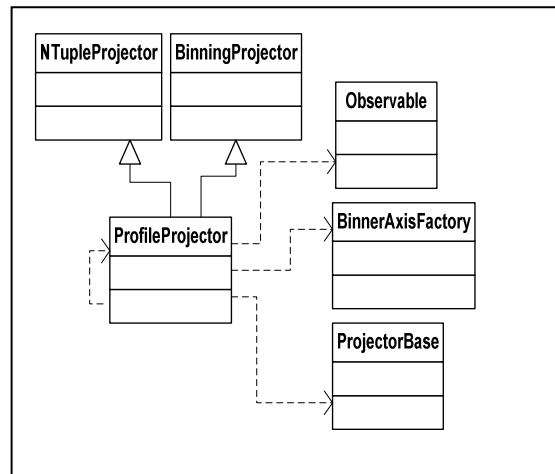 NTupleProjector
BinningProjector
Observable
ProfileProjector
BinnerAxisFactory
ProjectorBase